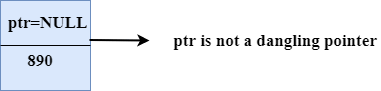 ptr=NULL
890
ptr is not a dangling pointer